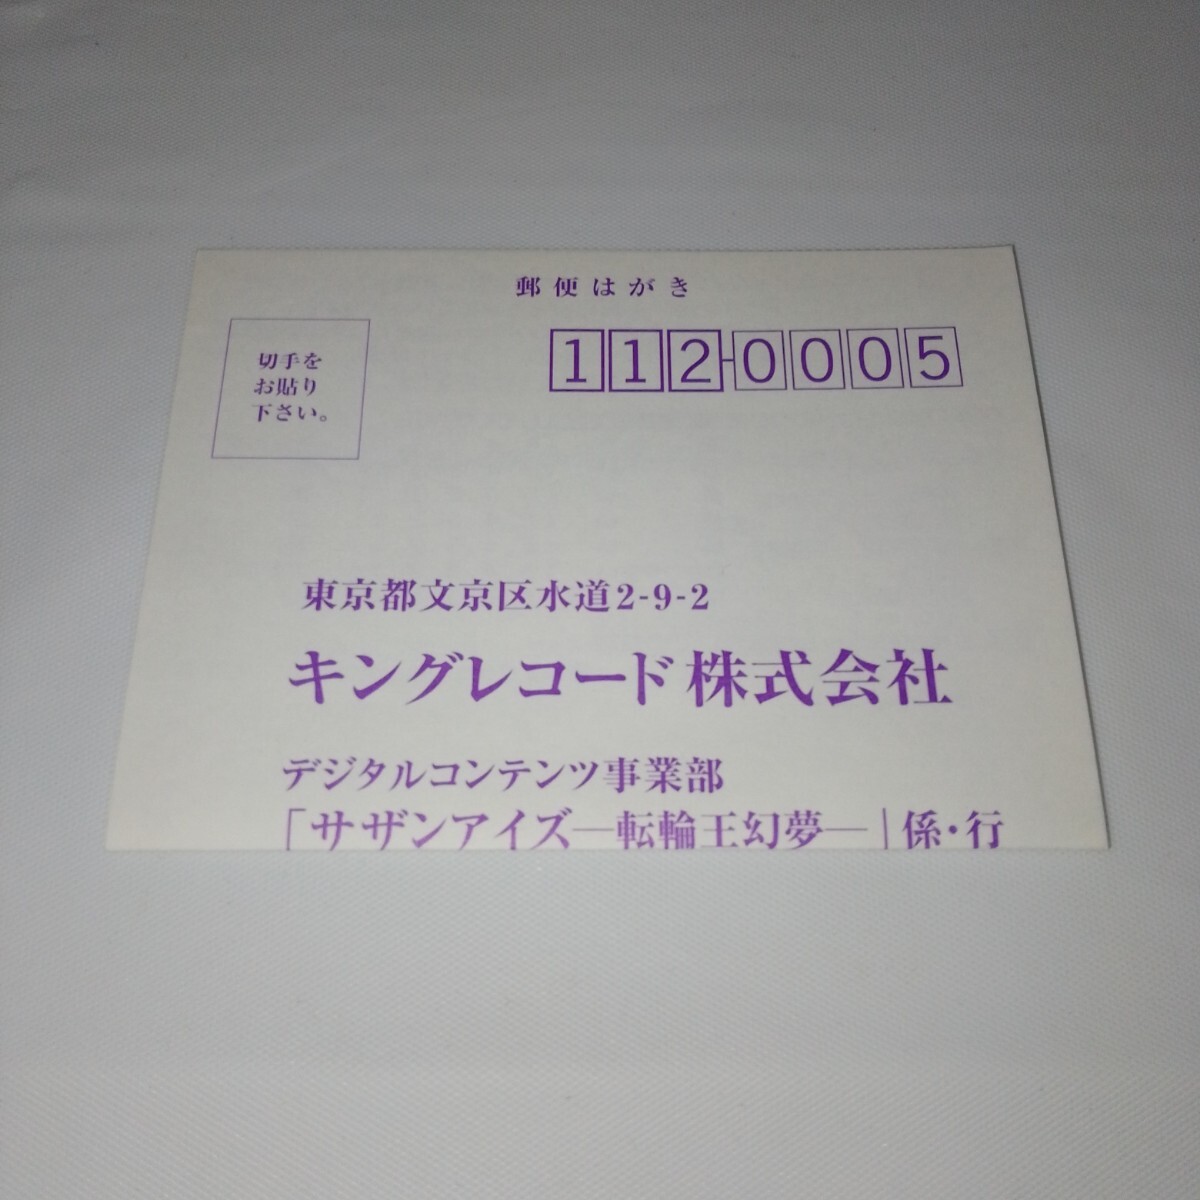 郵便はがき
切手を
お貼り
下さい。
112-0005
東京都文京区水道2-9-2
キングレコード株式会社
デジタルコンテンツ事業部
「サザンアイズ—転輪王幻夢—」係・行